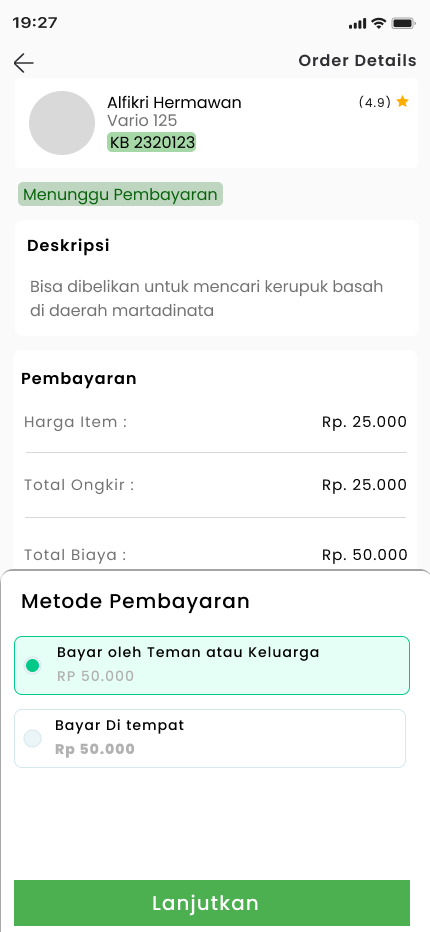 19:27
Order Details
Alfikri Hermawan
(4.9)
Vario 125
KB 2320123
Menunggu Pembayaran
Deskripsi
Bisa dibelikan untuk mencari kerupuk basah
di daerah martadinata
Pembayaran
Harga Item : Rp. 25.000
Total Ongkir : Rp. 25.000
Total Biaya : Rp. 50.000
Metode Pembayaran
Bayar oleh Teman atau Keluarga
RP 50.000
Bayar Di tempat
Rp 50.000
Lanjutkan